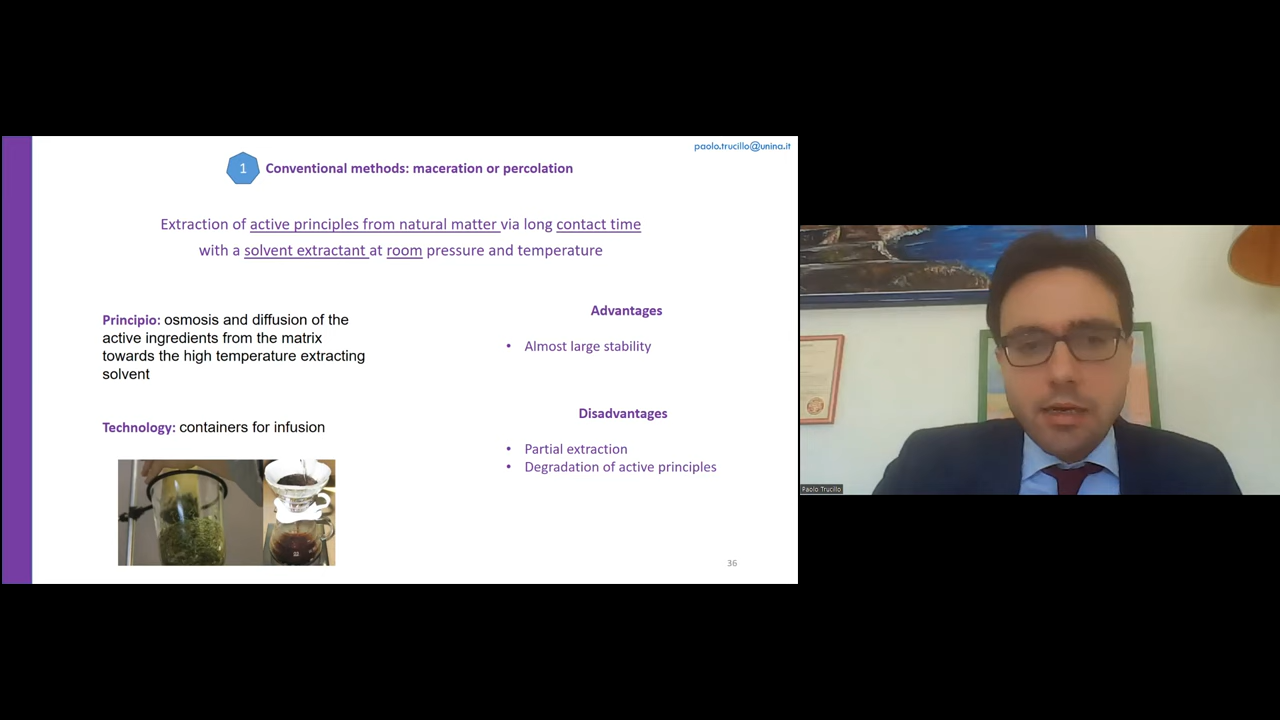 paolo.trucillo@unina.it
1 Conventional methods: maceration or percolation
Extraction of active principles from natural matter via long contact time
with a solvent extractant at room pressure and temperature
Principio: osmosis and diffusion of the
active ingredients from the matrix
towards the high temperature extracting
solvent
Technology: containers for infusion
Advantages
• Almost large stability
Disadvantages
• Partial extraction
• Degradation of active principles
36
Paolo Trucillo